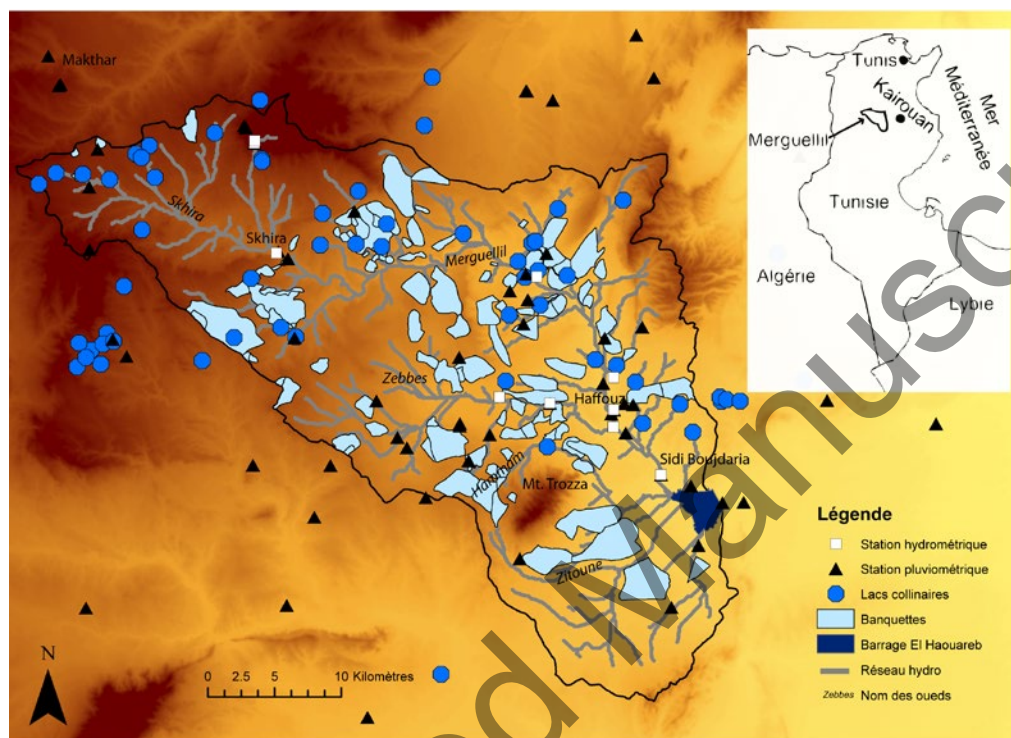 Makthar
Skhira
Skhira
Merguellil
Zebbes
Haffouz
Hammam
Mt. Trozza
Sidi Boujdaria
Zitoune
N
0 2.5 5 10 Kilomètres
Tunis
Kairouan
Mer
Méditerranée
Merguellil
Tunisie
Algérie
Lybie
Légende
Station hydrométrique
Station pluviométrique
Lacs collinaires
Banquettes
Barrage El Haouareb
Réseau hydro
Zebbes Nom des oueds